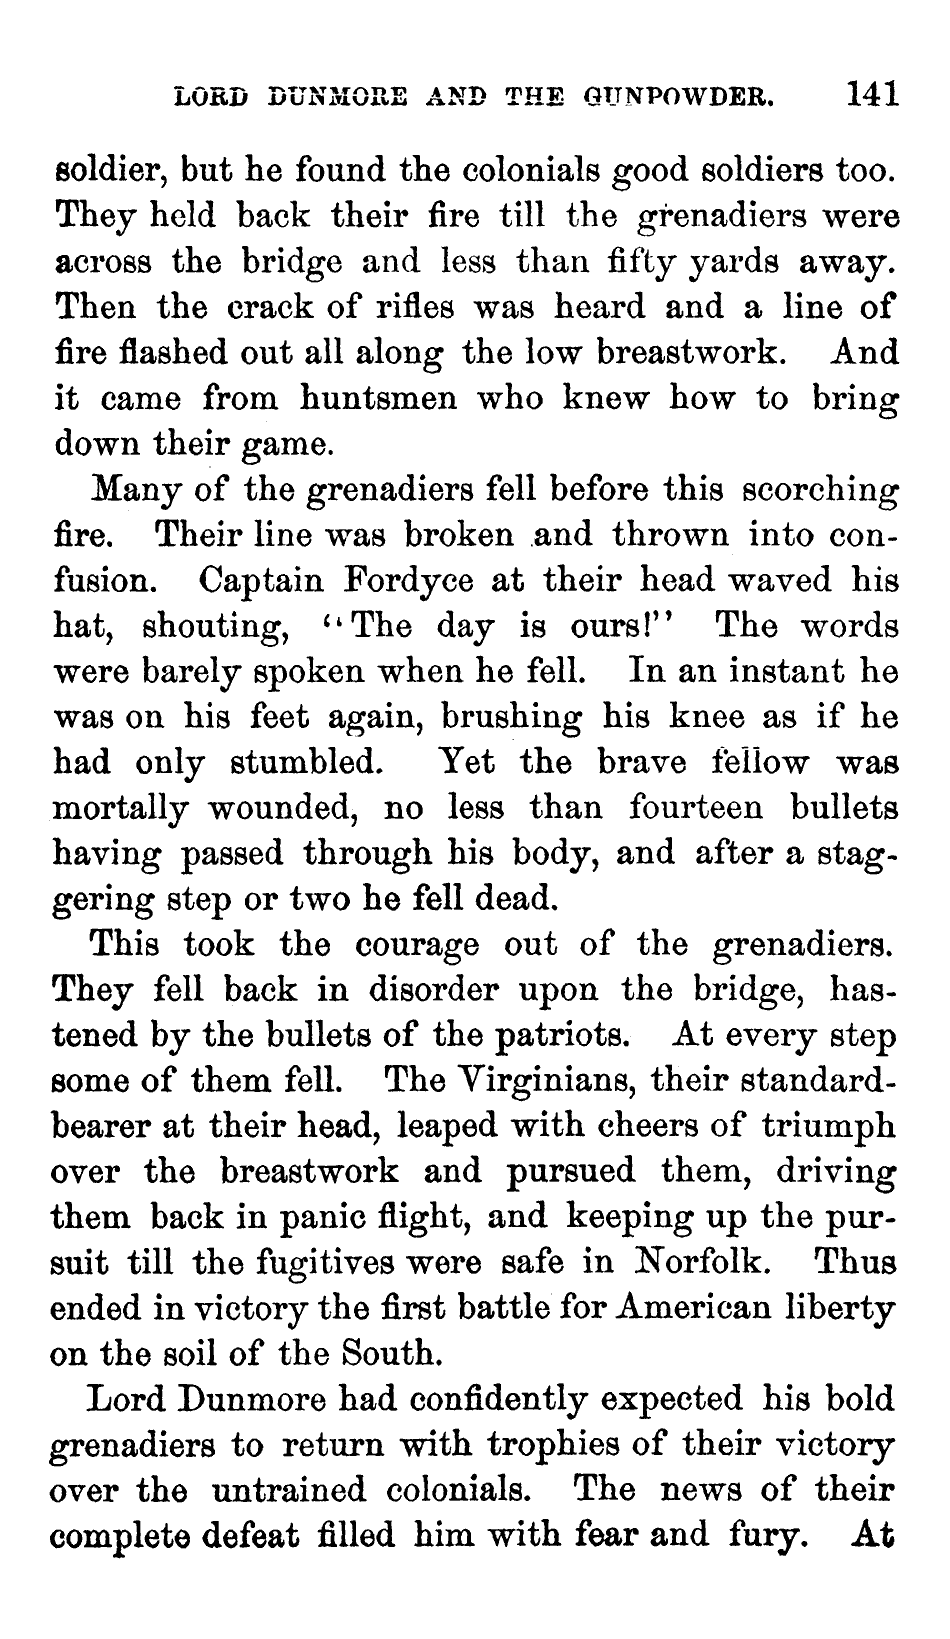 LORD DUNMORE AND THE GUNPOWDER. 141
soldier, but he found the colonials good soldiers too.
They held back their fire till the grenadiers were
across the bridge and less than fifty yards away.
Then the crack of rifles was heard and a line of
fire flashed out all along the low breastwork. And
it came from huntsmen who knew how to bring
down their game.
Many of the grenadiers fell before this scorching
fire. Their line was broken and thrown into con-
fusion. Captain Fordyce at their head waved his
hat, shouting, "The day is ours!" The words
were barely spoken when he fell. In an instant he
was on his feet again, brushing his knee as if he
had only stumbled. Yet the brave fellow was
mortally wounded, no less than fourteen bullets
having passed through his body, and after a stag-
gering step or two he fell dead.
This took the courage out of the grenadiers.
They fell back in disorder upon the bridge, has-
tened by the bullets of the patriots. At every step
some of them fell. The Virginians, their standard-
bearer at their head, leaped with cheers of triumph
over the breastwork and pursued them, driving
them back in panic flight, and keeping up the pur-
suit till the fugitives were safe in Norfolk. Thus
ended in victory the first battle for American liberty
on the soil of the South.
Lord Dunmore had confidently expected his bold
grenadiers to return with trophies of their victory
over the untrained colonials. The news of their
complete defeat filled him with fear and fury. At